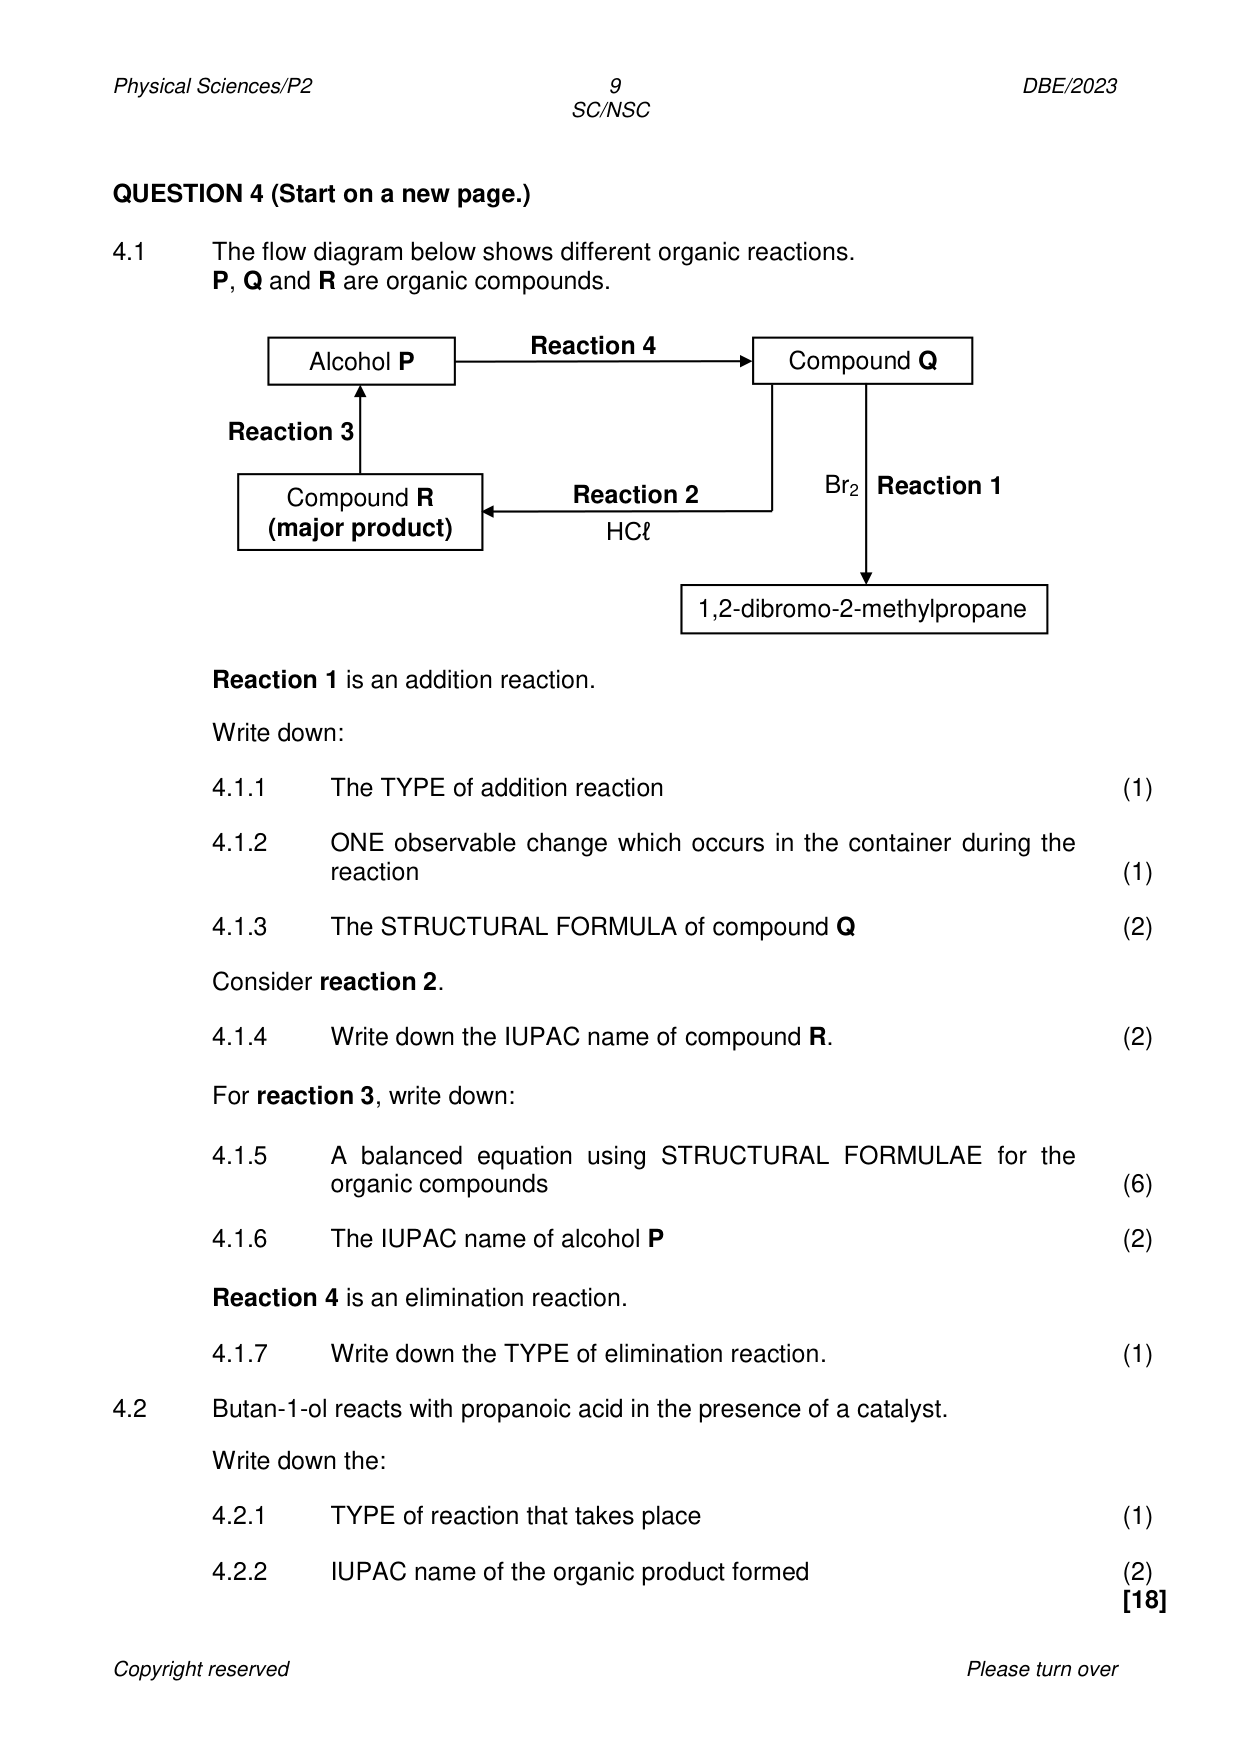 Physical Sciences/P2 9 DBE/2023
SC/NSC
QUESTION 4 (Start on a new page.)
4.1 The flow diagram below shows different organic reactions.
P, Q and R are organic compounds.
Alcohol P
Reaction 4
Compound Q
Reaction 3
Compound R
(major product)
Reaction 2
HCℓ
Br₂ Reaction 1
1,2-dibromo-2-methylpropane
Reaction 1 is an addition reaction.
Write down:
4.1.1 The TYPE of addition reaction (1)
4.1.2 ONE observable change which occurs in the container during the
reaction (1)
4.1.3 The STRUCTURAL FORMULA of compound Q (2)
Consider reaction 2.
4.1.4 Write down the IUPAC name of compound R. (2)
For reaction 3, write down:
4.1.5 A balanced equation using STRUCTURAL FORMULAE for the
organic compounds (6)
4.1.6 The IUPAC name of alcohol P (2)
Reaction 4 is an elimination reaction.
4.1.7 Write down the TYPE of elimination reaction. (1)
4.2 Butan-1-ol reacts with propanoic acid in the presence of a catalyst.
Write down the:
4.2.1 TYPE of reaction that takes place (1)
4.2.2 IUPAC name of the organic product formed (2)
[18]
Copyright reserved Please turn over